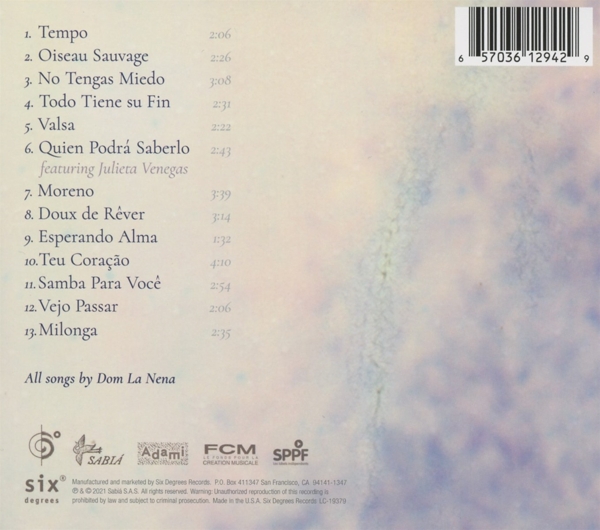 1. Tempo 2:06
2. Oiseau Sauvage 2:26
3. No Tengas Miedo 3:08
4. Todo Tiene su Fin 2:31
5. Valsa 2:22
6. Quien Podrá Saberlo 2:43
featuring Julieta Venegas
7. Moreno 3:39
8. Doux de Rêver 3:14
9. Esperando Alma 1:32
10. Teu Coração 4:10
11. Samba Para Você 2:54
12. Vejo Passar 2:06
13. Milonga 2:35
All songs by Dom La Nena
6 57036 12942 9
SABIÁ
Adami
FCM
LE FONDS POUR LA
CRÉATION MUSICALE
SPPF
six®
degrees
Manufactured and marketed by Six Degrees Records. P.O. Box 411347 San Francisco, CA 94141-1347
℗ & © 2021 Sabiá S.A.S. All rights reserved. Warning: Unauthorized reproduction of this recording is
prohibited by law and subject to criminal prosecution. Made in the U.S.A. Six Degrees Records LC-19379